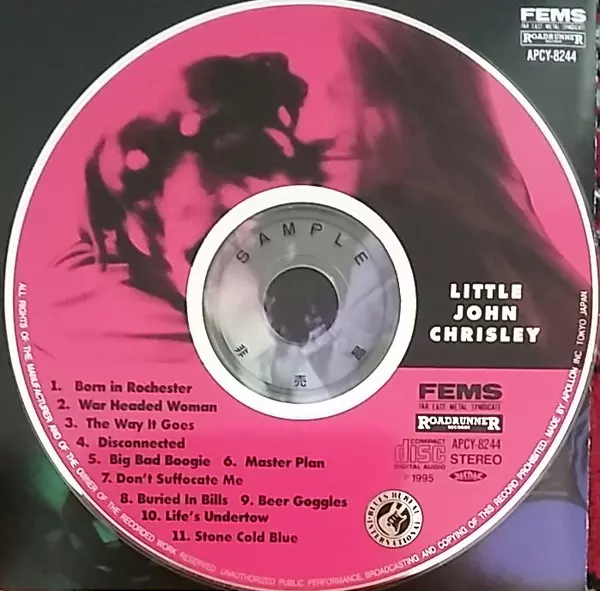 FEMS
FAR EAST METAL SYNDICATE
ROADRUNNER
RECORDS
APCY-8244
SAMPLE
LITTLE
JOHN
CHRISLEY
1. Born in Rochester
2. War Headed Woman
3. The Way It Goes
4. Disconnected
5. Big Bad Boogie 6. Master Plan
7. Don't Suffocate Me
8. Buried In Bills 9. Beer Goggles
10. Life's Undertow
11. Stone Cold Blue
FEMS
FAR EAST METAL SYNDICATE
ROADRUNNER
RECORDS
COMPACT
disc
DIGITAL AUDIO
APCY-8244
STEREO
℗ 1995
BLUES BUREAU
INTERNATIONAL
ALL RIGHTS OF THE MANUFACTURER AND OF THE OWNER OF THE RECORDED WORK RESERVED. UNAUTHORIZED PUBLIC PERFORMANCE, BROADCASTING AND COPYING OF THIS RECORD PROHIBITED. MADE BY APOLLON INC. TOKYO JAPAN